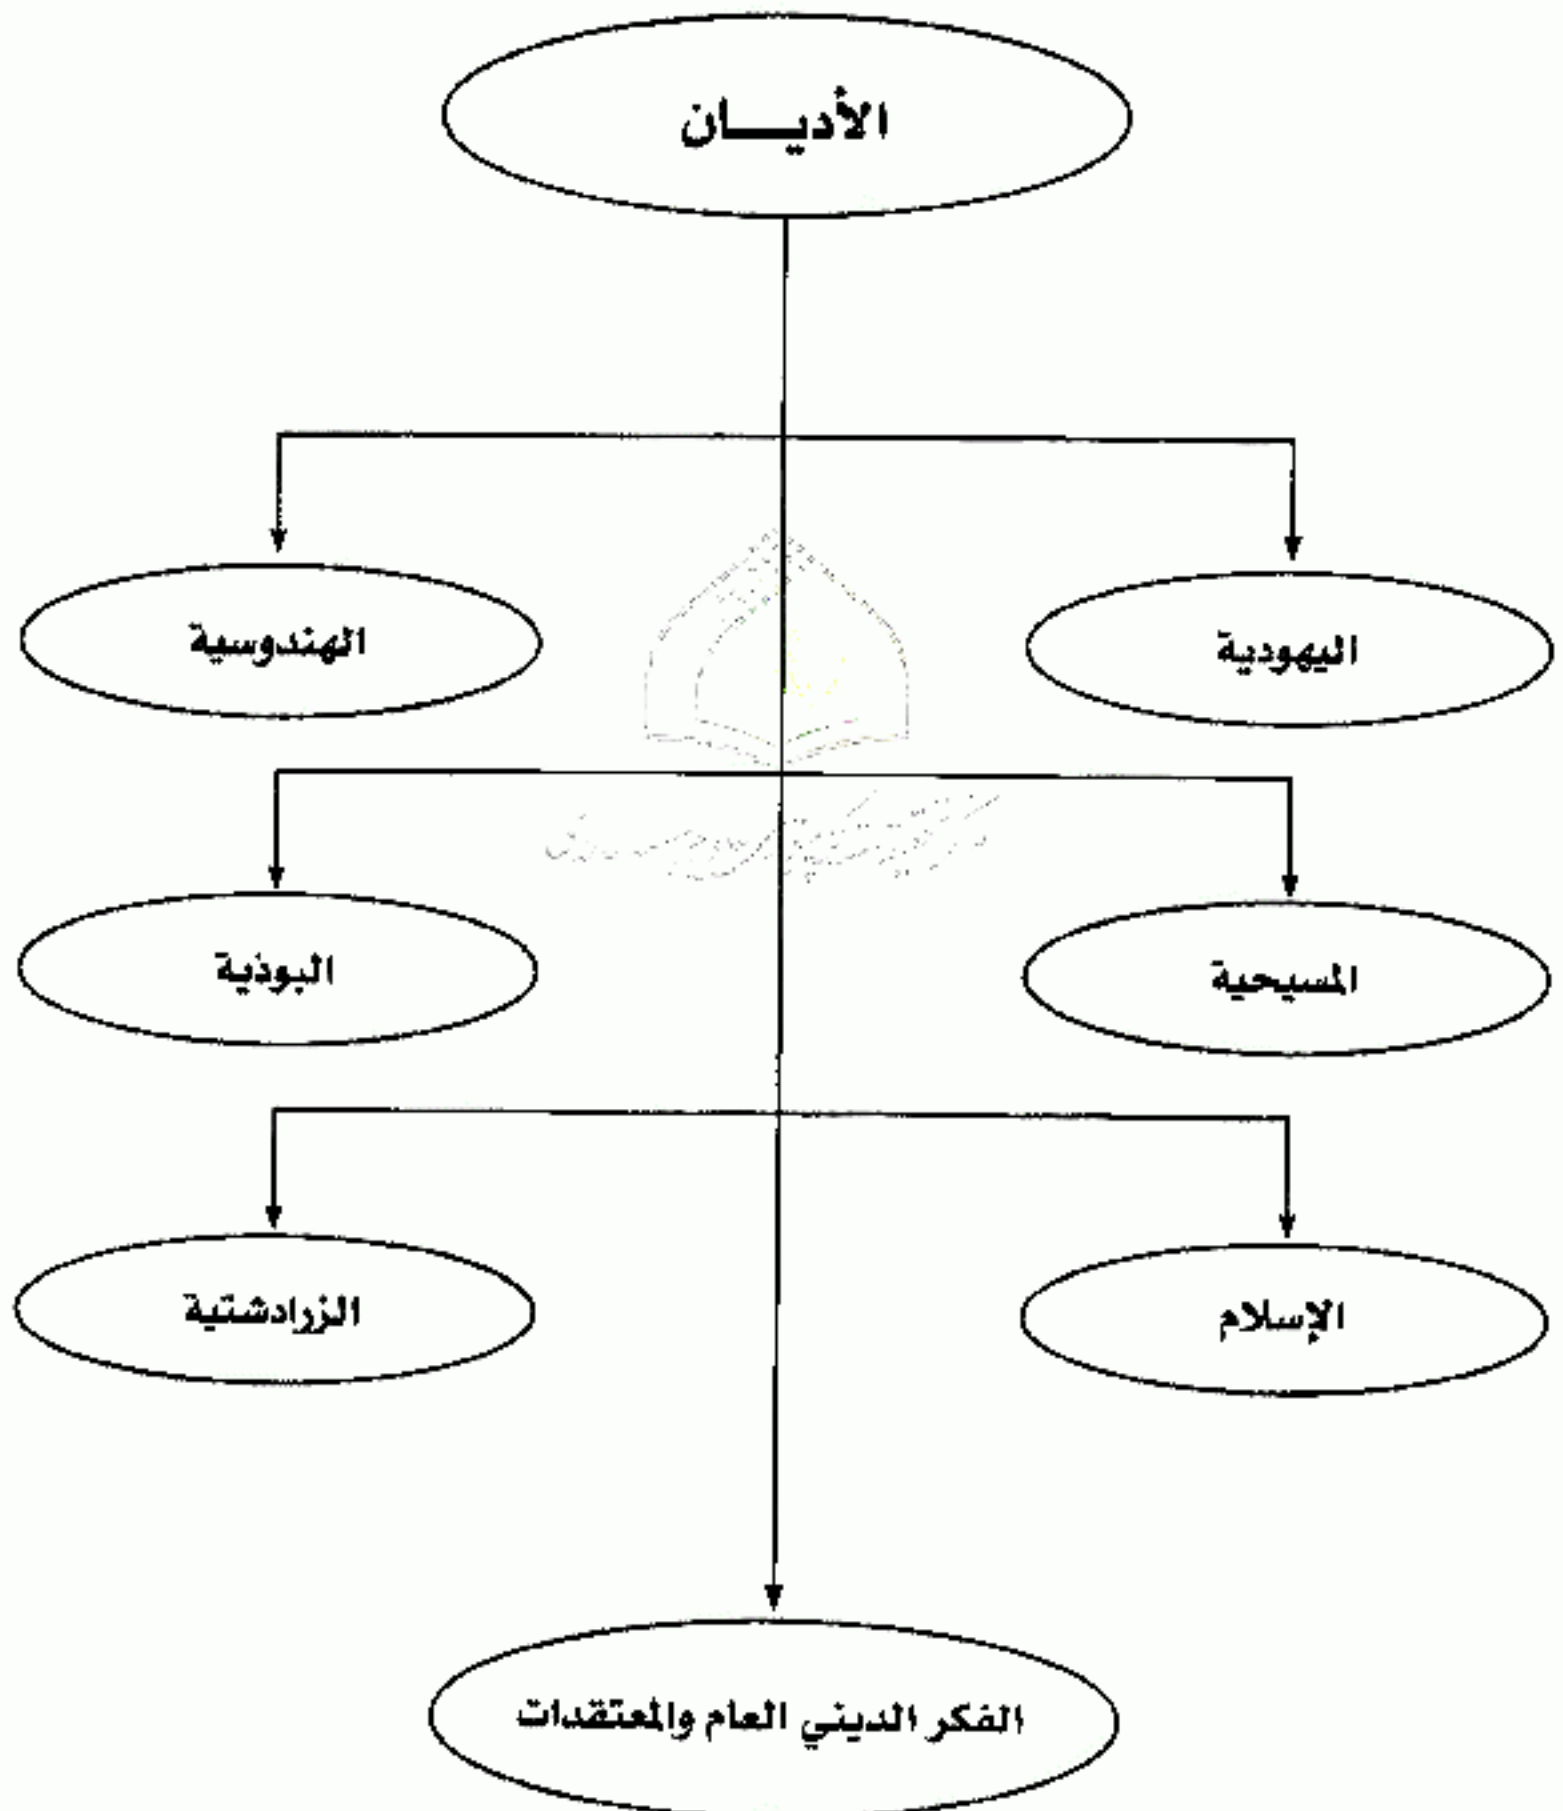 الأديـــان
اليهودية
الهندوسية
المسيحية
البوذية
الإسلام
الزرادشتية
الفكر الديني العام والمعتقدات